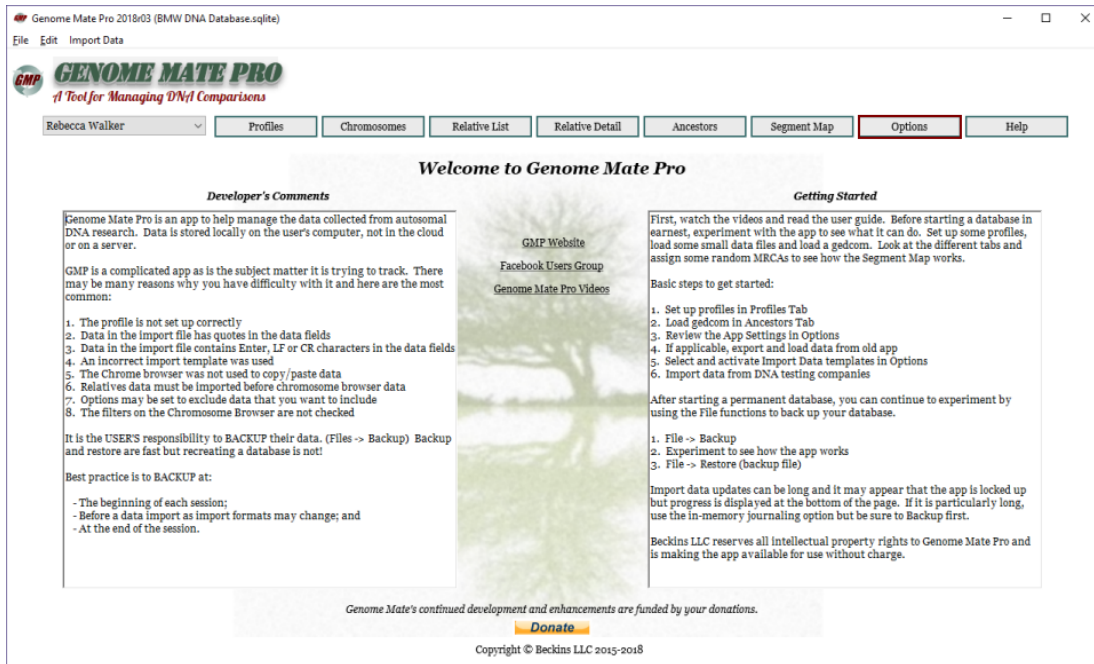 Genome Mate Pro 2018r03 (BMW DNA Database.sqlite)
File Edit Import Data
GMP
GENOME MATE PRO
A Tool for Managing DNA Comparisons
Rebecca Walker Profiles Chromosomes Relative List Relative Detail Ancestors Segment Map Options Help
Welcome to Genome Mate Pro
Developer's Comments
Genome Mate Pro is an app to help manage the data collected from autosomal
DNA research. Data is stored locally on the user's computer, not in the cloud
or on a server.
GMP is a complicated app as is the subject matter it is trying to track. There
may be many reasons why you have difficulty with it and here are the most
common:
1. The profile is not set up correctly
2. Data in the import file has quotes in the data fields
3. Data in the import file contains Enter, LF or CR characters in the data fields
4. An incorrect import template was used
5. The Chrome browser was not used to copy/paste data
6. Relatives data must be imported before chromosome browser data
7. Options may be set to exclude data that you want to include
8. The filters on the Chromosome Browser are not checked
It is the USER'S responsibility to BACKUP their data. (Files -> Backup) Backup
and restore are fast but recreating a database is not!
Best practice is to BACKUP at:
- The beginning of each session;
- Before a data import as import formats may change; and
- At the end of the session.
GMP Website
Facebook Users Group
Genome Mate Pro Videos
Getting Started
First, watch the videos and read the user guide. Before starting a database in
earnest, experiment with the app to see what it can do. Set up some profiles,
load some small data files and load a gedcom. Look at the different tabs and
assign some random MRCAs to see how the Segment Map works.
Basic steps to get started:
1. Set up profiles in Profiles Tab
2. Load gedcom in Ancestors Tab
3. Review the App Settings in Options
4. If applicable, export and load data from old app
5. Select and activate Import Data templates in Options
6. Import data from DNA testing companies
After starting a permanent database, you can continue to experiment by
using the File functions to back up your database.
1. File -> Backup
2. Experiment to see how the app works
3. File -> Restore (backup file)
Import data updates can be long and it may appear that the app is locked up
but progress is displayed at the bottom of the page. If it is particularly long,
use the in-memory journaling option but be sure to Backup first.
Beckins LLC reserves all intellectual property rights to Genome Mate Pro and
is making the app available for use without charge.
Genome Mate's continued development and enhancements are funded by your donations.
Donate
Copyright © Beckins LLC 2015-2018